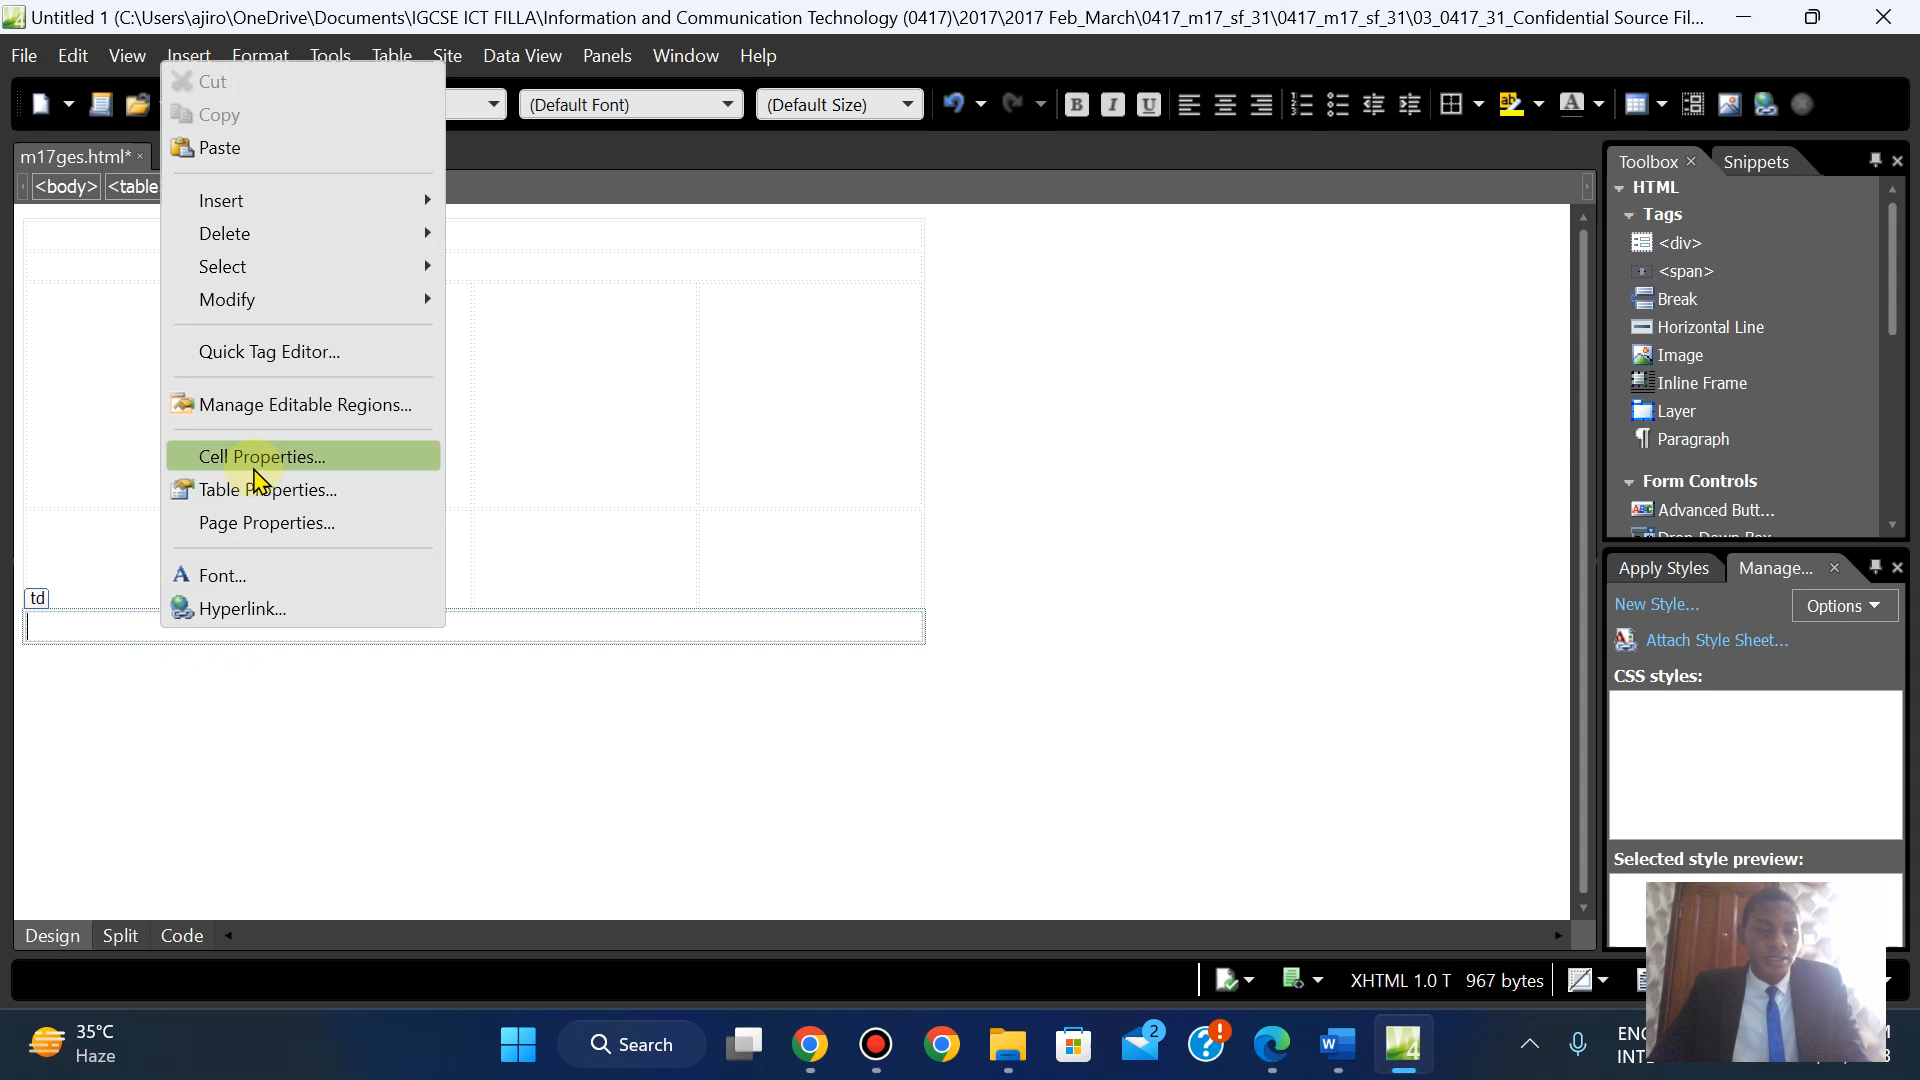 Untitled 1 (C:\Users\ajiro\OneDrive\Documents\IGCSE ICT FILLA\Information and Communication Technology (0417)\2017\2017 Feb_March\0417_m17_sf_31\0417_m17_sf_31\03_0417_31_Confidential Source Fil...
File Edit View Insert Format Tools Table Site Data View Panels Window Help
(Default Font) (Default Size)
B I U A
m17ges.html*
<body> <table
Cut
Copy
Paste
Insert
Delete
Select
Modify
Quick Tag Editor...
Manage Editable Regions...
Cell Properties...
Table Properties...
Page Properties...
Font...
Hyperlink...
td
Toolbox Snippets
HTML
Tags
<div>
<span>
Break
Horizontal Line
Image
Inline Frame
Layer
Paragraph
Form Controls
Advanced Butt...
Drop-Down Box
Apply Styles Manage...
New Style... Options
Attach Style Sheet...
CSS styles:
Selected style preview:
Design Split Code
XHTML 1.0 T 967 bytes
35°C
Haze
Search
2
ENG